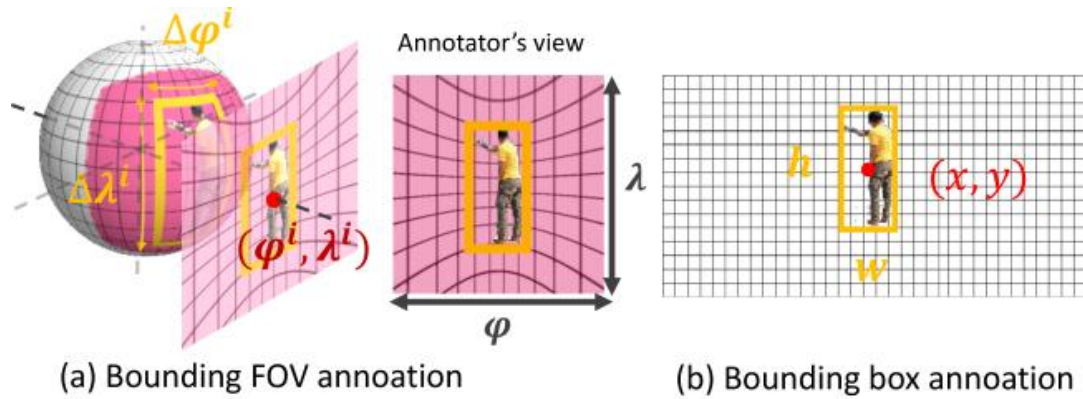 Δφⁱ
Annotator's view
Δλⁱ
(φⁱ, λⁱ)
λ
φ
h
(x, y)
w
(a) Bounding FOV annoation
(b) Bounding box annoation